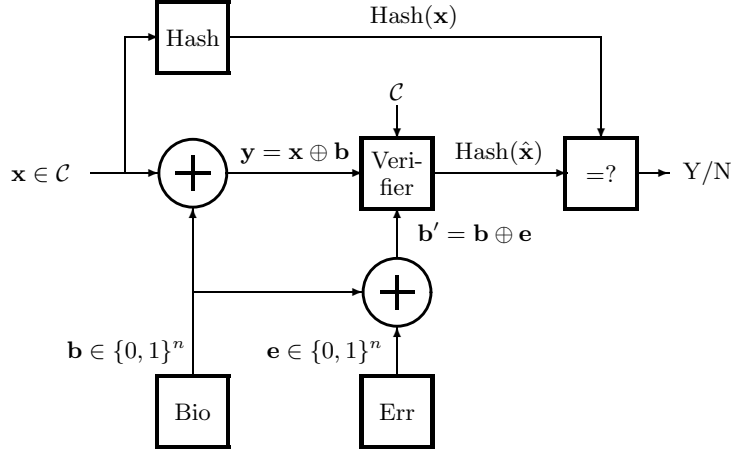 Hash(𝐱)
Hash
𝒞
𝐱 ∈ 𝒞
𝐲 = 𝐱 ⊕ 𝐛
Veri-
fier
Hash(𝐱̂)
=?
Y/N
𝐛′ = 𝐛 ⊕ 𝐞
𝐛 ∈ {0, 1}ⁿ
𝐞 ∈ {0, 1}ⁿ
Bio
Err